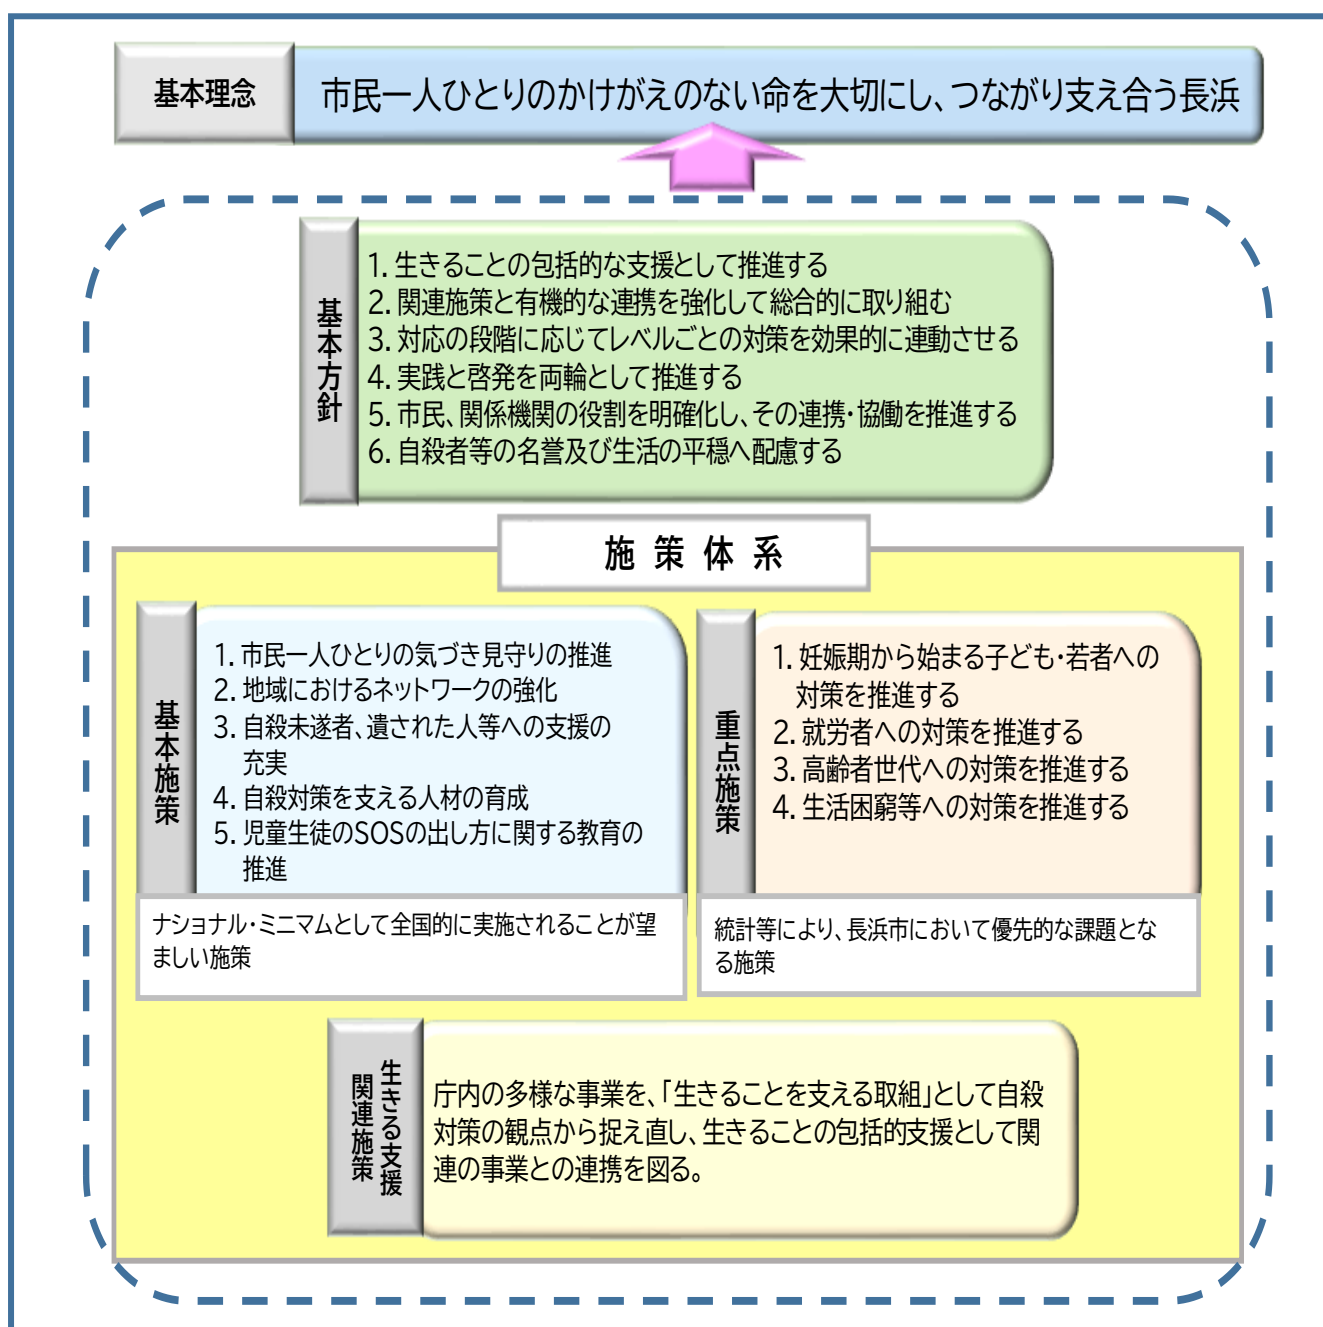 基本理念
市民一人ひとりのかけがえのない命を大切にし、つながり支え合う長浜
基本方針
1. 生きることの包括的な支援として推進する
2. 関連施策と有機的な連携を強化して総合的に取り組む
3. 対応の段階に応じてレベルごとの対策を効果的に連動させる
4. 実践と啓発を両輪として推進する
5. 市民、関係機関の役割を明確化し、その連携・協働を推進する
6. 自殺者等の名誉及び生活の平穏へ配慮する
施策体系
基本施策
1. 市民一人ひとりの気づき見守りの推進
2. 地域におけるネットワークの強化
3. 自殺未遂者、遺された人等への支援の
充実
4. 自殺対策を支える人材の育成
5. 児童生徒のSOSの出し方に関する教育の
推進
ナショナル・ミニマムとして全国的に実施されることが望
ましい施策
重点施策
1. 妊娠期から始まる子ども・若者への
対策を推進する
2. 就労者への対策を推進する
3. 高齢者世代への対策を推進する
4. 生活困窮等への対策を推進する
統計等により、長浜市において優先的な課題とな
る施策
生きる支援
関連施策
庁内の多様な事業を、「生きることを支える取組」として自殺
対策の観点から捉え直し、生きることの包括的支援として関
連の事業との連携を図る。